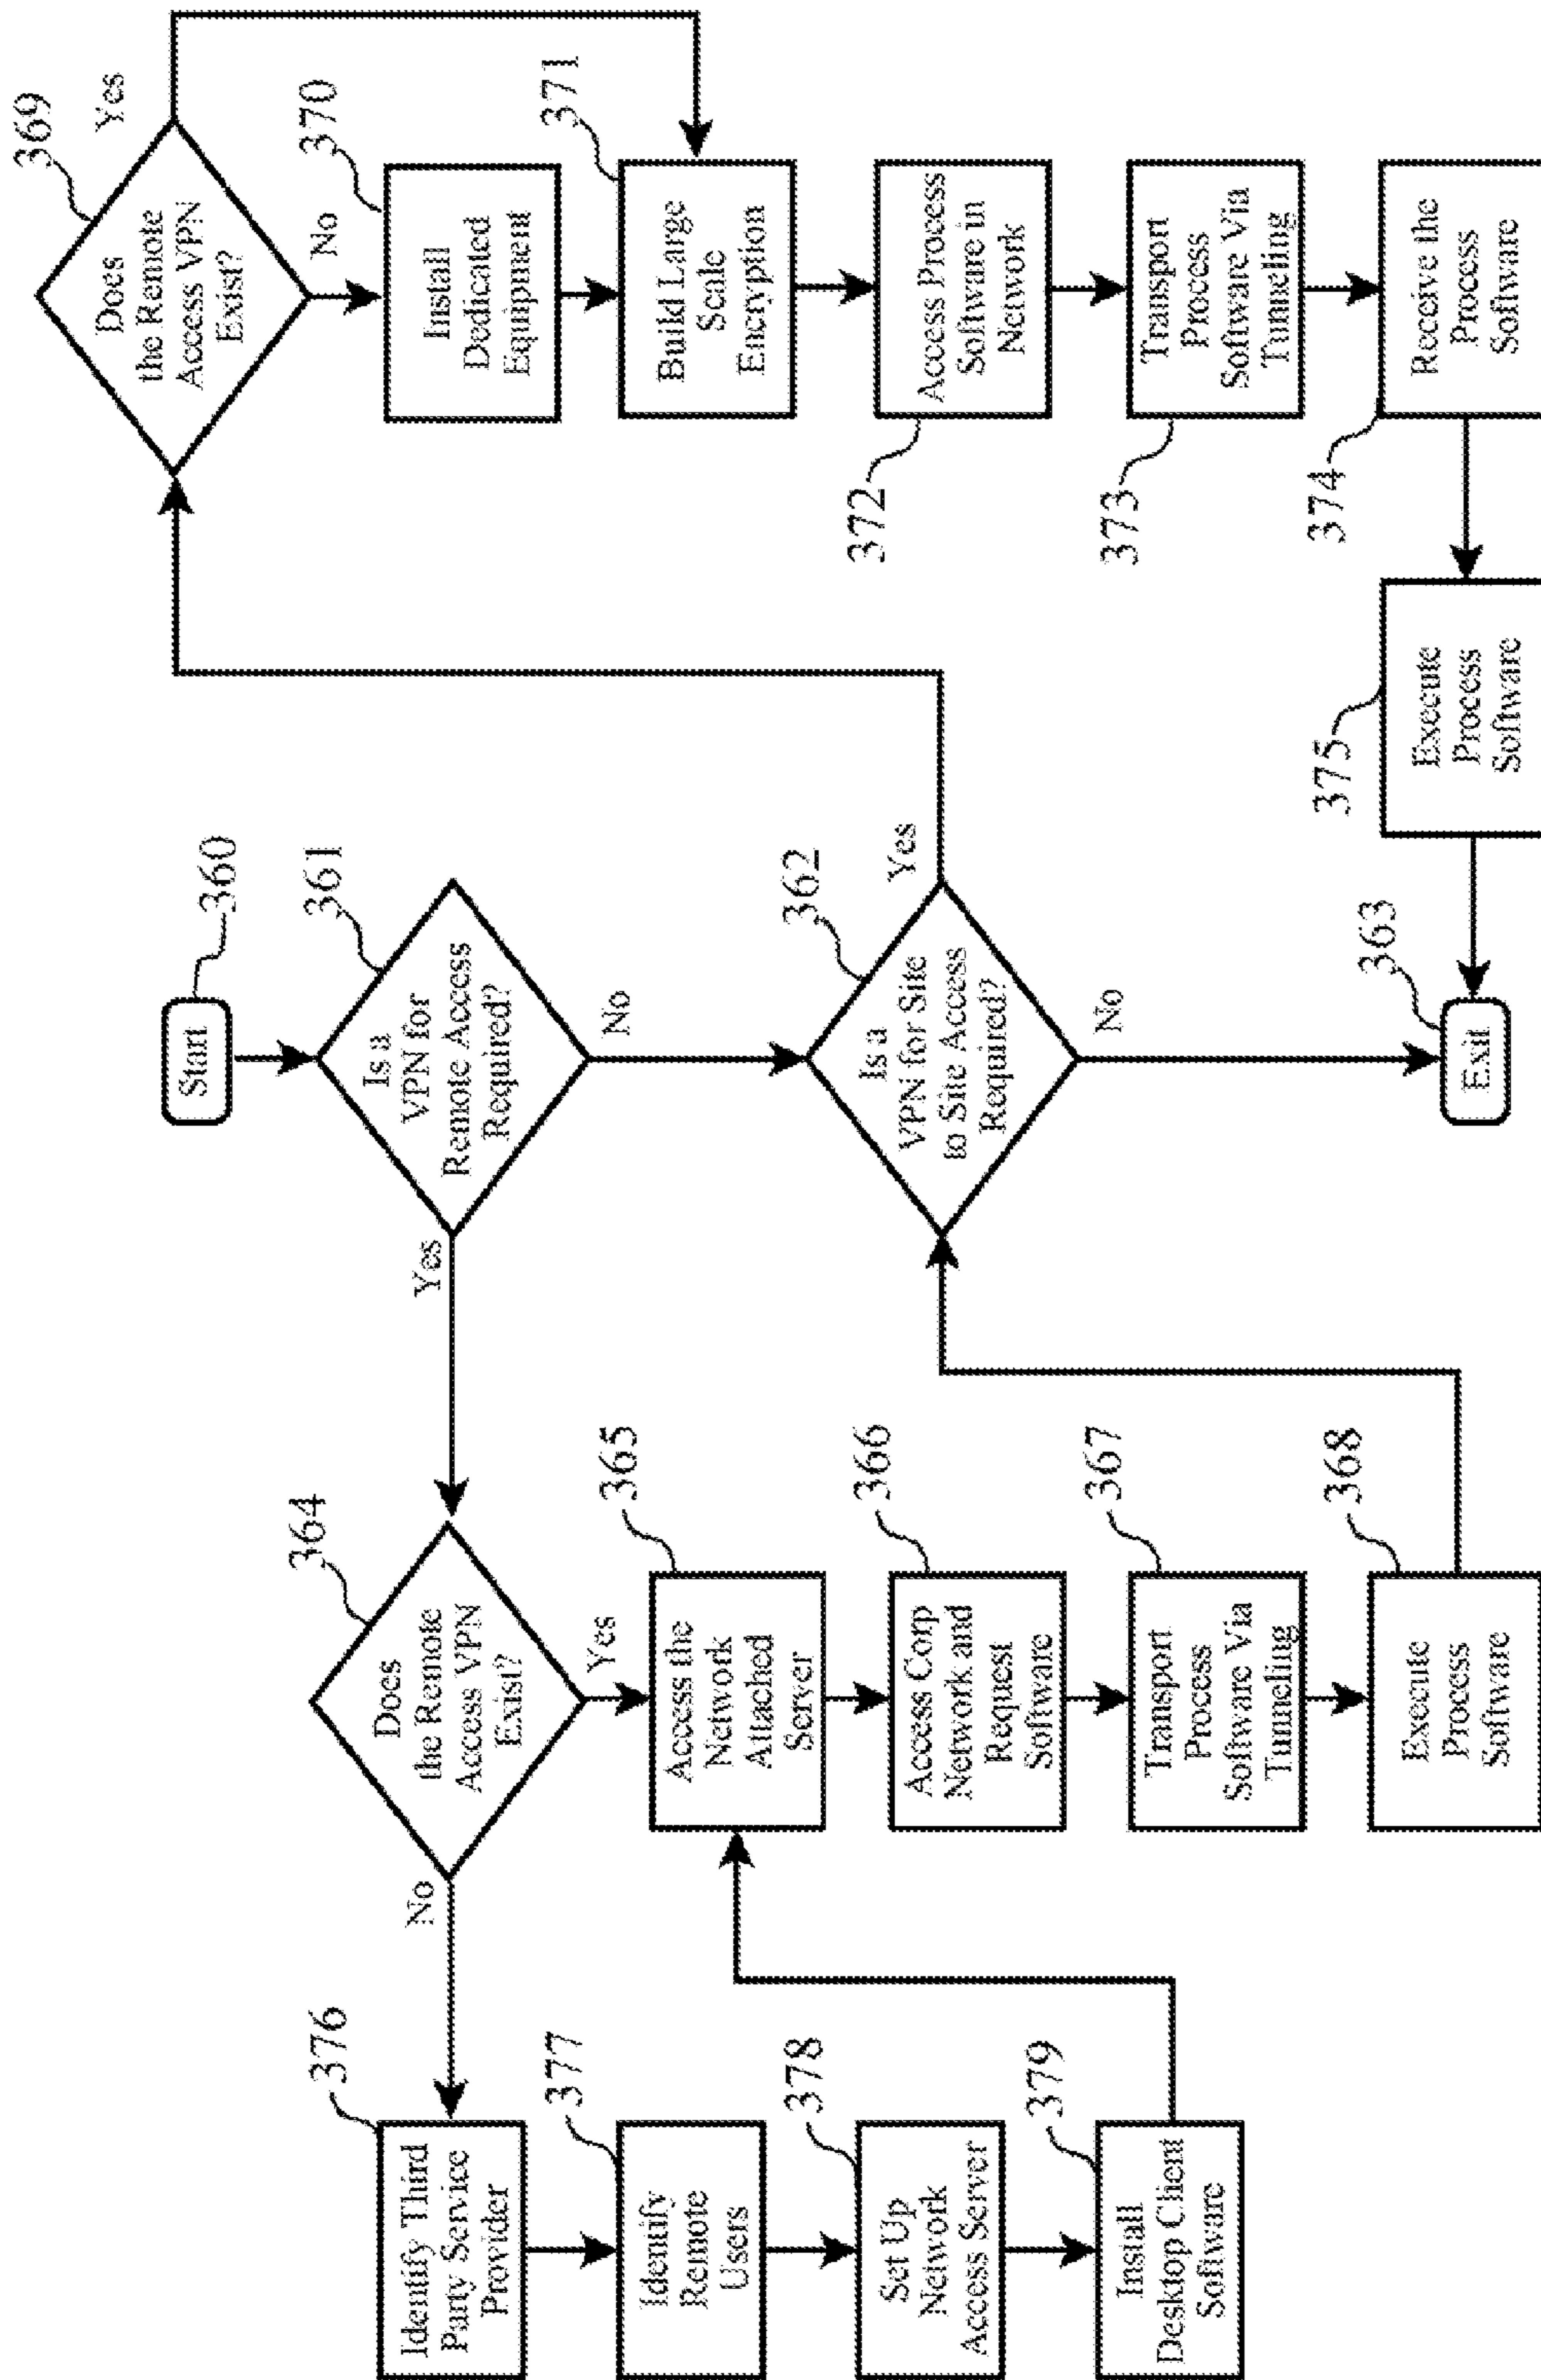 360
Start
361
Is a
VPN for
Remote Access
Required?
Yes
No
362
Is a
VPN for Site
to Site Access
Required?
Yes
No
363
Exit
364
Does
the Remote
Access VPN
Exist?
No
Yes
365
Access the
Network
Attached
Server
366
Access Corp
Network and
Request
Software
367
Transport
Process
Software Via
Tunneling
368
Execute
Process
Software
376
Identify Third
Party Service
Provider
377
Identify
Remote
Users
378
Set Up
Network
Access Server
379
Install
Desktop Client
Software
369
Does
the Remote
Access VPN
Exist?
Yes
No
370
Install
Dedicated
Equipment
371
Build Large
Scale
Encryption
372
Access Process
Software in
Network
373
Transport
Process
Software Via
Tunneling
374
Receive the
Process
Software
375
Execute
Process
Software